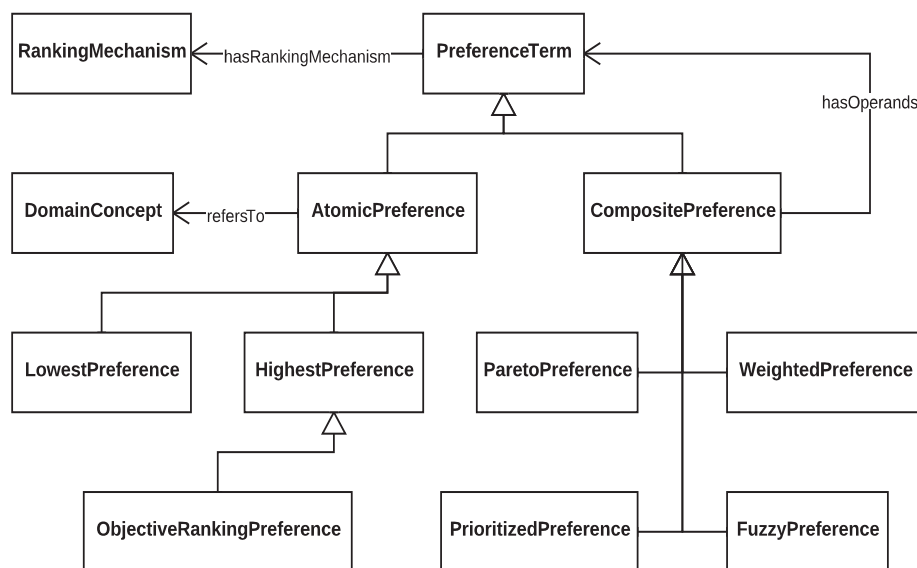 RankingMechanism
hasRankingMechanism
PreferenceTerm
hasOperands
DomainConcept
refersTo
AtomicPreference
CompositePreference
LowestPreference
HighestPreference
ParetoPreference
WeightedPreference
ObjectiveRankingPreference
PrioritizedPreference
FuzzyPreference